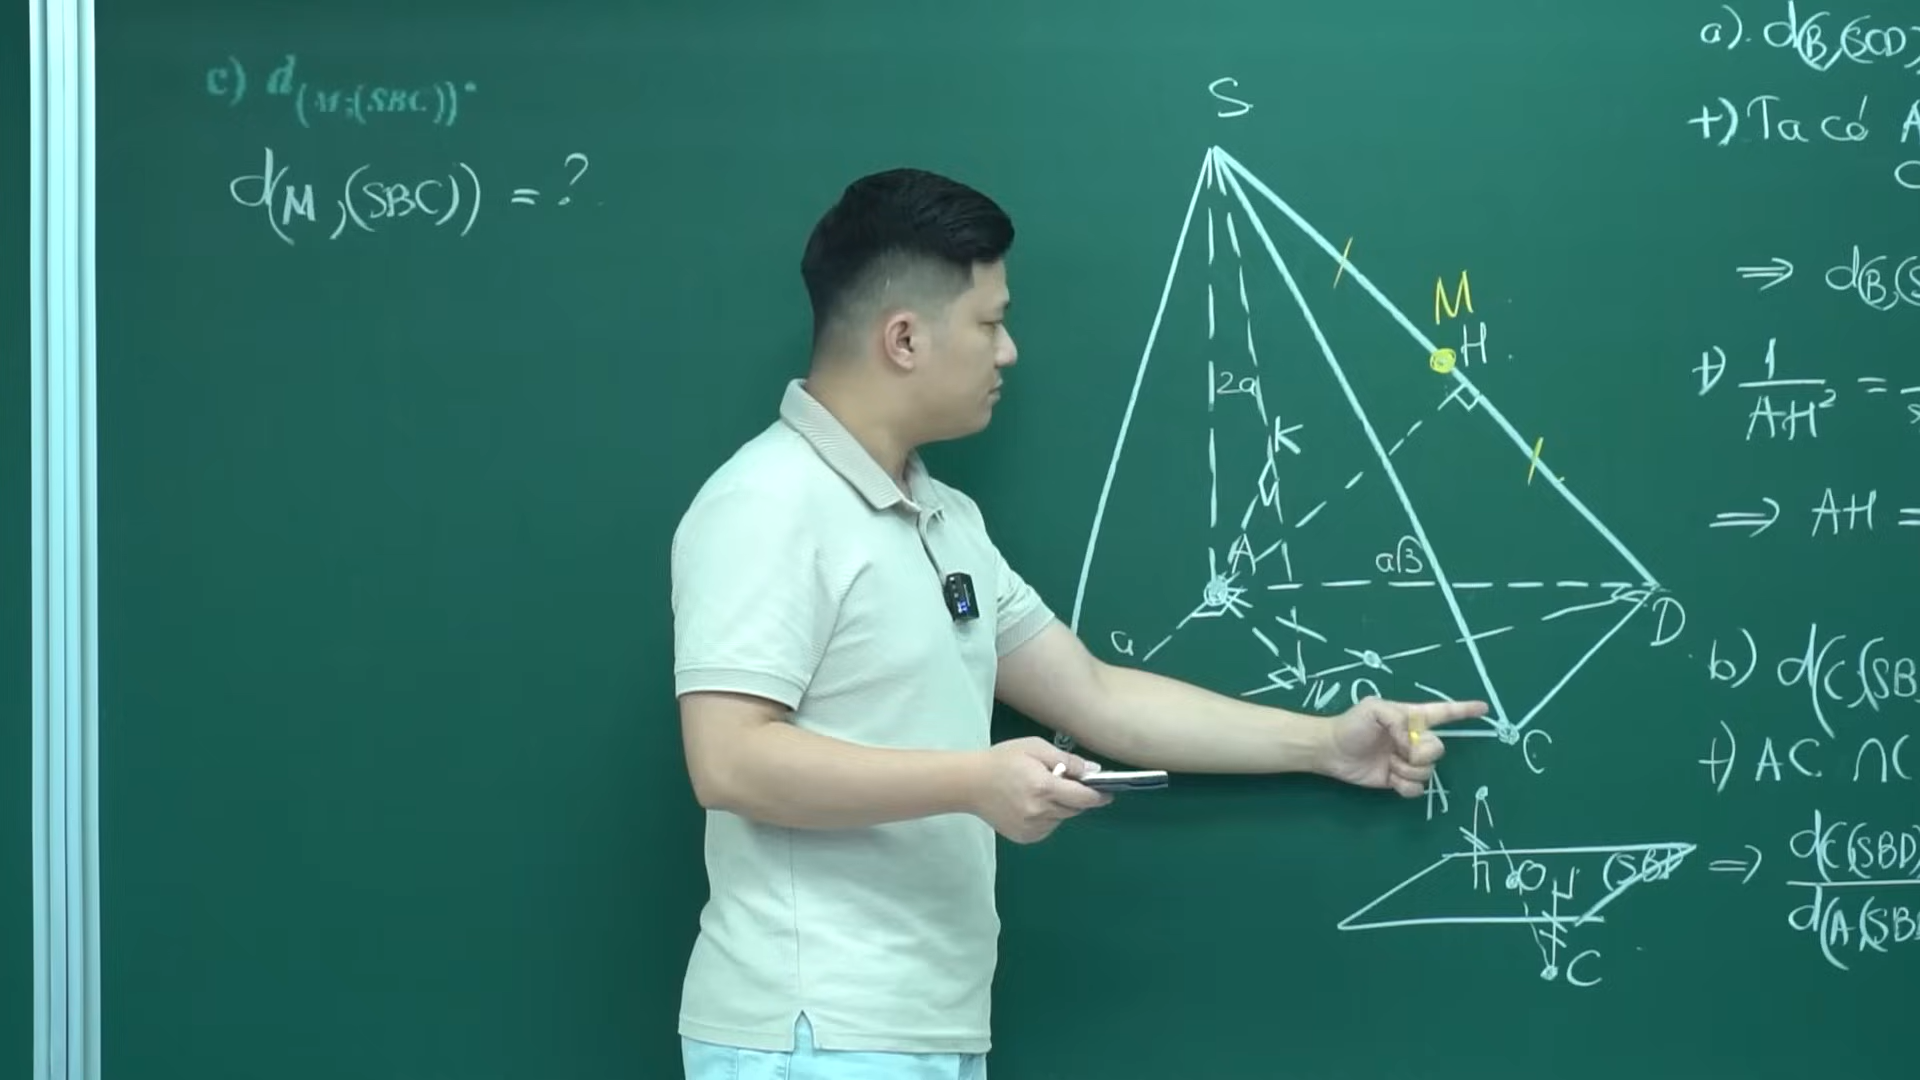 c) d(M;(SBC)).
d(M,(SBC)) = ?
S
M
H
2a
K
A
a√3
a
D
N
O
C
A
H
O
(SBD)
C
a). d(B,(SCD)
+) Ta có A
⇒ d(B,(S
+) 1/AH² =
⇒ AH =
b) d(C,(SB
+) AC ∩ (
⇒ d(C,(SBD)
d(A,(SBD